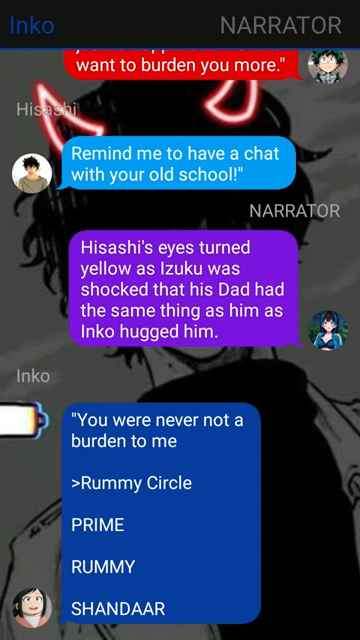 Inko
NARRATOR
want to burden you more."
Hisashi
Remind me to have a chat
with your old school!"
NARRATOR
Hisashi's eyes turned
yellow as Izuku was
shocked that his Dad had
the same thing as him as
Inko hugged him.
Inko
"You were never not a
burden to me
>Rummy Circle
PRIME
RUMMY
SHANDAAR